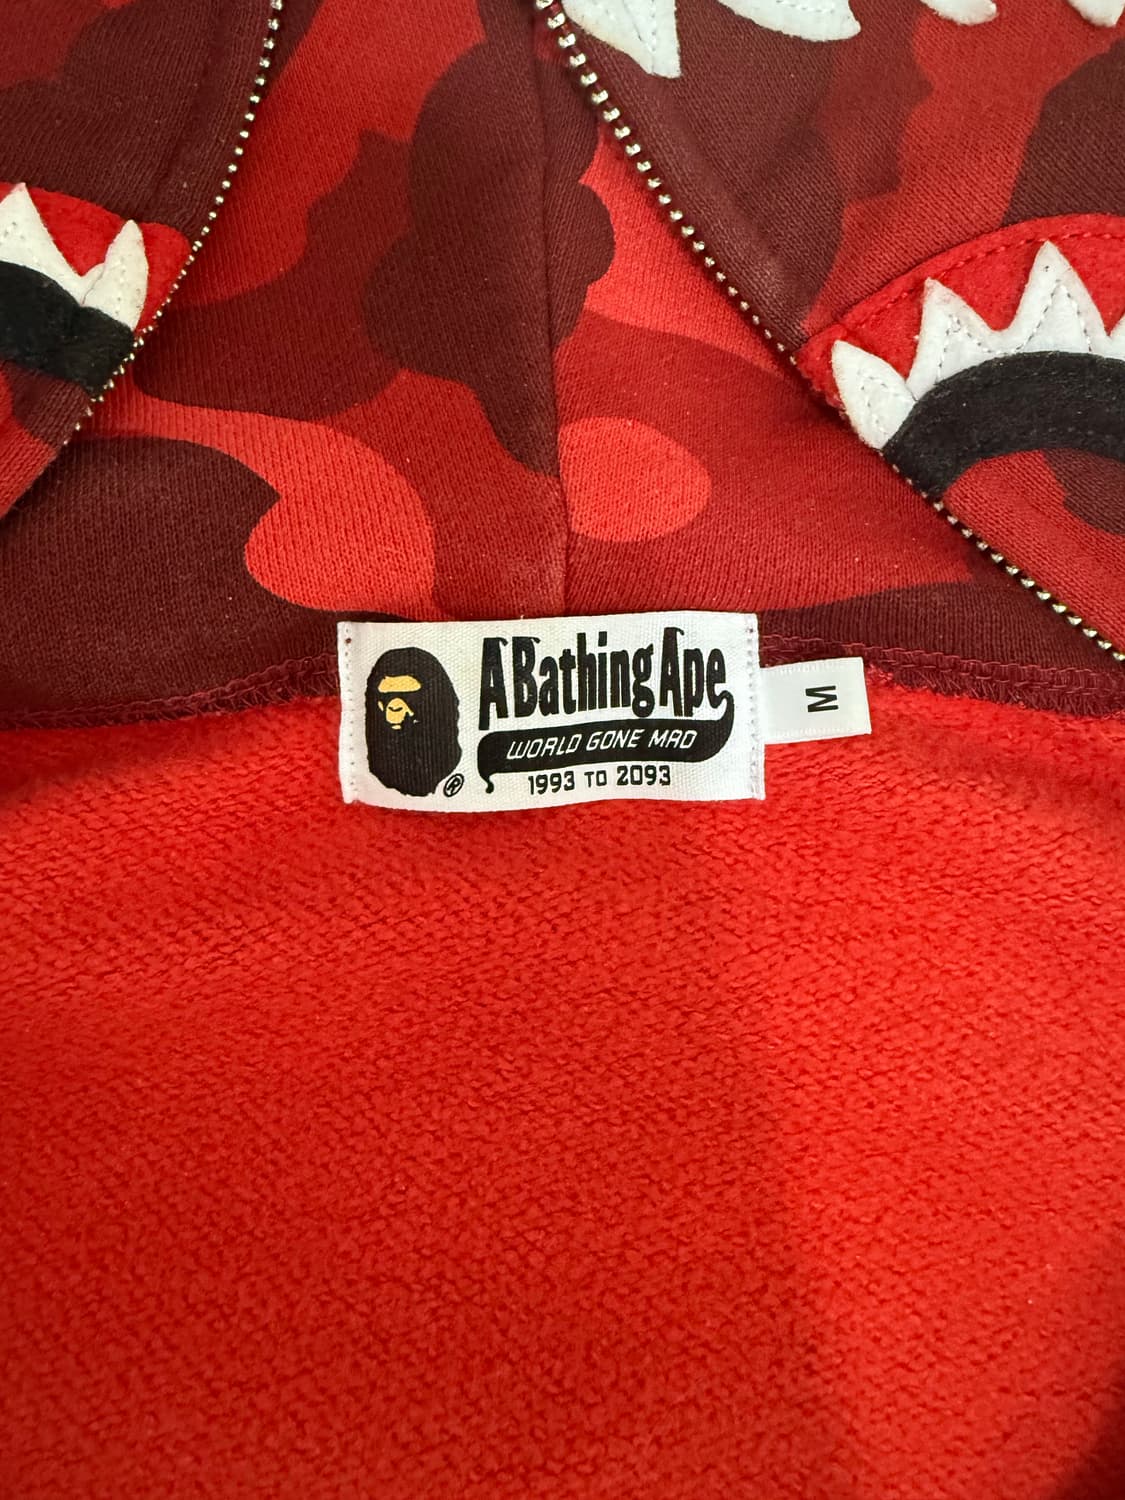 A Bathing Ape
WORLD GONE MAD
1993 TO 2093
®
M